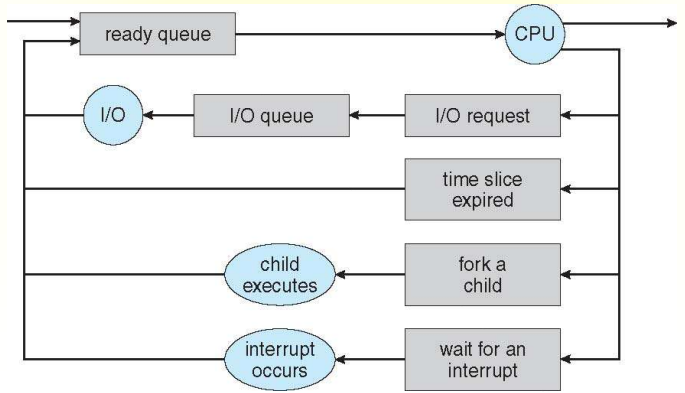 ready queue
CPU
I/O
I/O queue
I/O request
time slice
expired
child
executes
fork a
child
interrupt
occurs
wait for an
interrupt